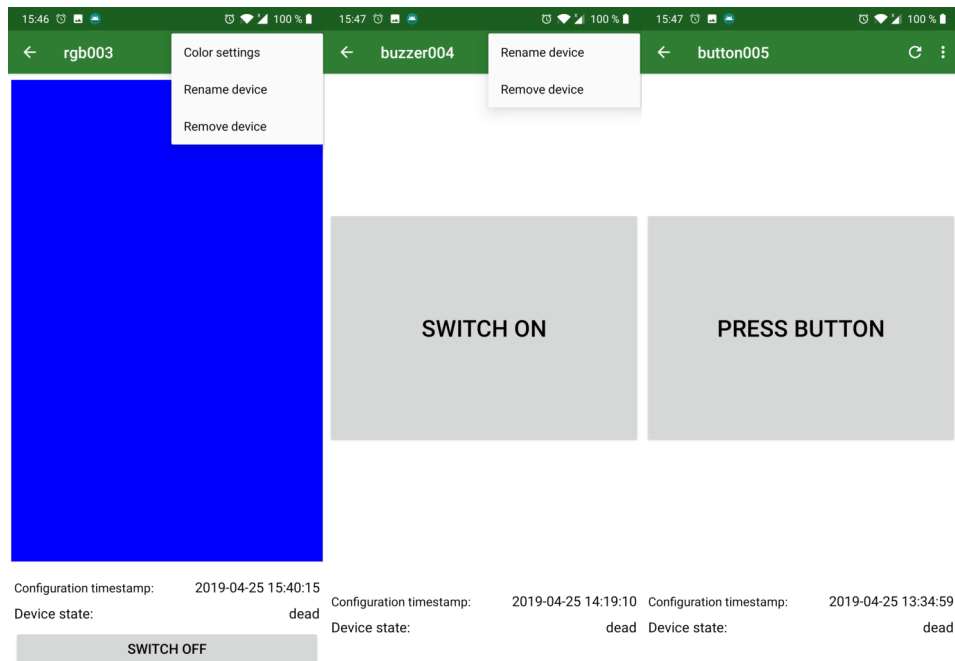 15:46 100 %
rgb003
Color settings
Rename device
Remove device
Configuration timestamp: 2019-04-25 15:40:15
Device state: dead
SWITCH OFF
15:47 100 %
buzzer004
Rename device
Remove device
SWITCH ON
Configuration timestamp: 2019-04-25 14:19:10
Device state: dead
15:47 100 %
button005
PRESS BUTTON
Configuration timestamp: 2019-04-25 13:34:59
Device state: dead